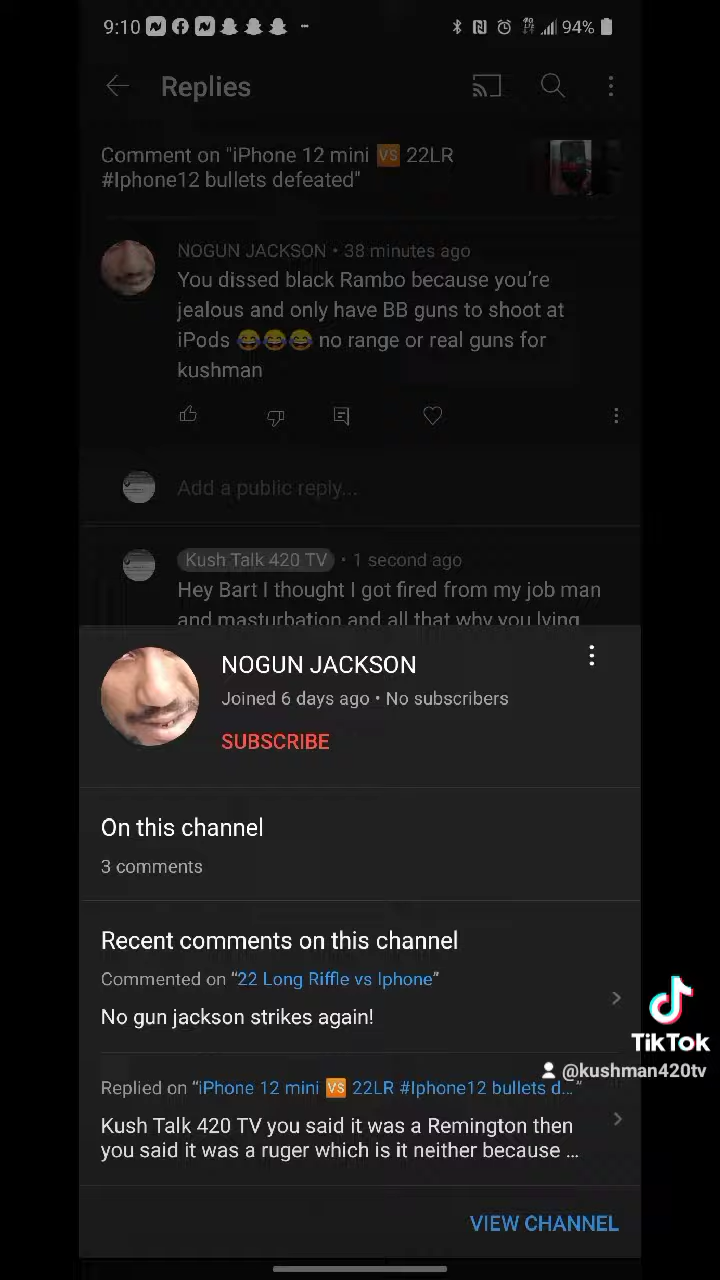 9:10
4G
94%
Replies
Comment on "iPhone 12 mini 🆚 22LR
#Iphone12 bullets defeated"
NOGUN JACKSON • 38 minutes ago
You dissed black Rambo because you're
jealous and only have BB guns to shoot at
iPods 😂😂😂 no range or real guns for
kushman
Add a public reply...
Kush Talk 420 TV • 1 second ago
Hey Bart I thought I got fired from my job man
and masturbation and all that why you lying
NOGUN JACKSON
Joined 6 days ago • No subscribers
SUBSCRIBE
On this channel
3 comments
Recent comments on this channel
Commented on "22 Long Riffle vs Iphone"
No gun jackson strikes again!
TikTok
@kushman420tv
Replied on "iPhone 12 mini 🆚 22LR #Iphone12 bullets d..."
Kush Talk 420 TV you said it was a Remington then
you said it was a ruger which is it neither because ...
VIEW CHANNEL